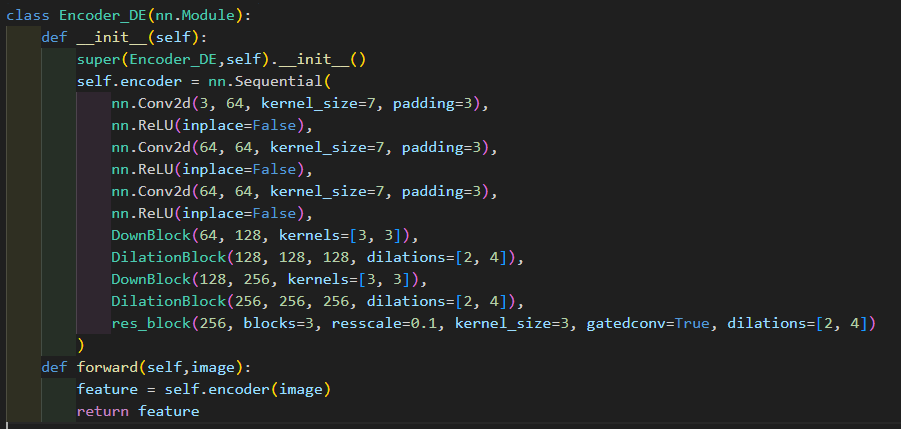 class Encoder_DE(nn.Module):
    def __init__(self):
        super(Encoder_DE,self).__init__()
        self.encoder = nn.Sequential(
            nn.Conv2d(3, 64, kernel_size=7, padding=3),
            nn.ReLU(inplace=False),
            nn.Conv2d(64, 64, kernel_size=7, padding=3),
            nn.ReLU(inplace=False),
            nn.Conv2d(64, 64, kernel_size=7, padding=3),
            nn.ReLU(inplace=False),
            DownBlock(64, 128, kernels=[3, 3]),
            DilationBlock(128, 128, 128, dilations=[2, 4]),
            DownBlock(128, 256, kernels=[3, 3]),
            DilationBlock(256, 256, 256, dilations=[2, 4]),
            res_block(256, blocks=3, resscale=0.1, kernel_size=3, gatedconv=True, dilations=[2, 4])
        )
    def forward(self,image):
        feature = self.encoder(image)
        return feature